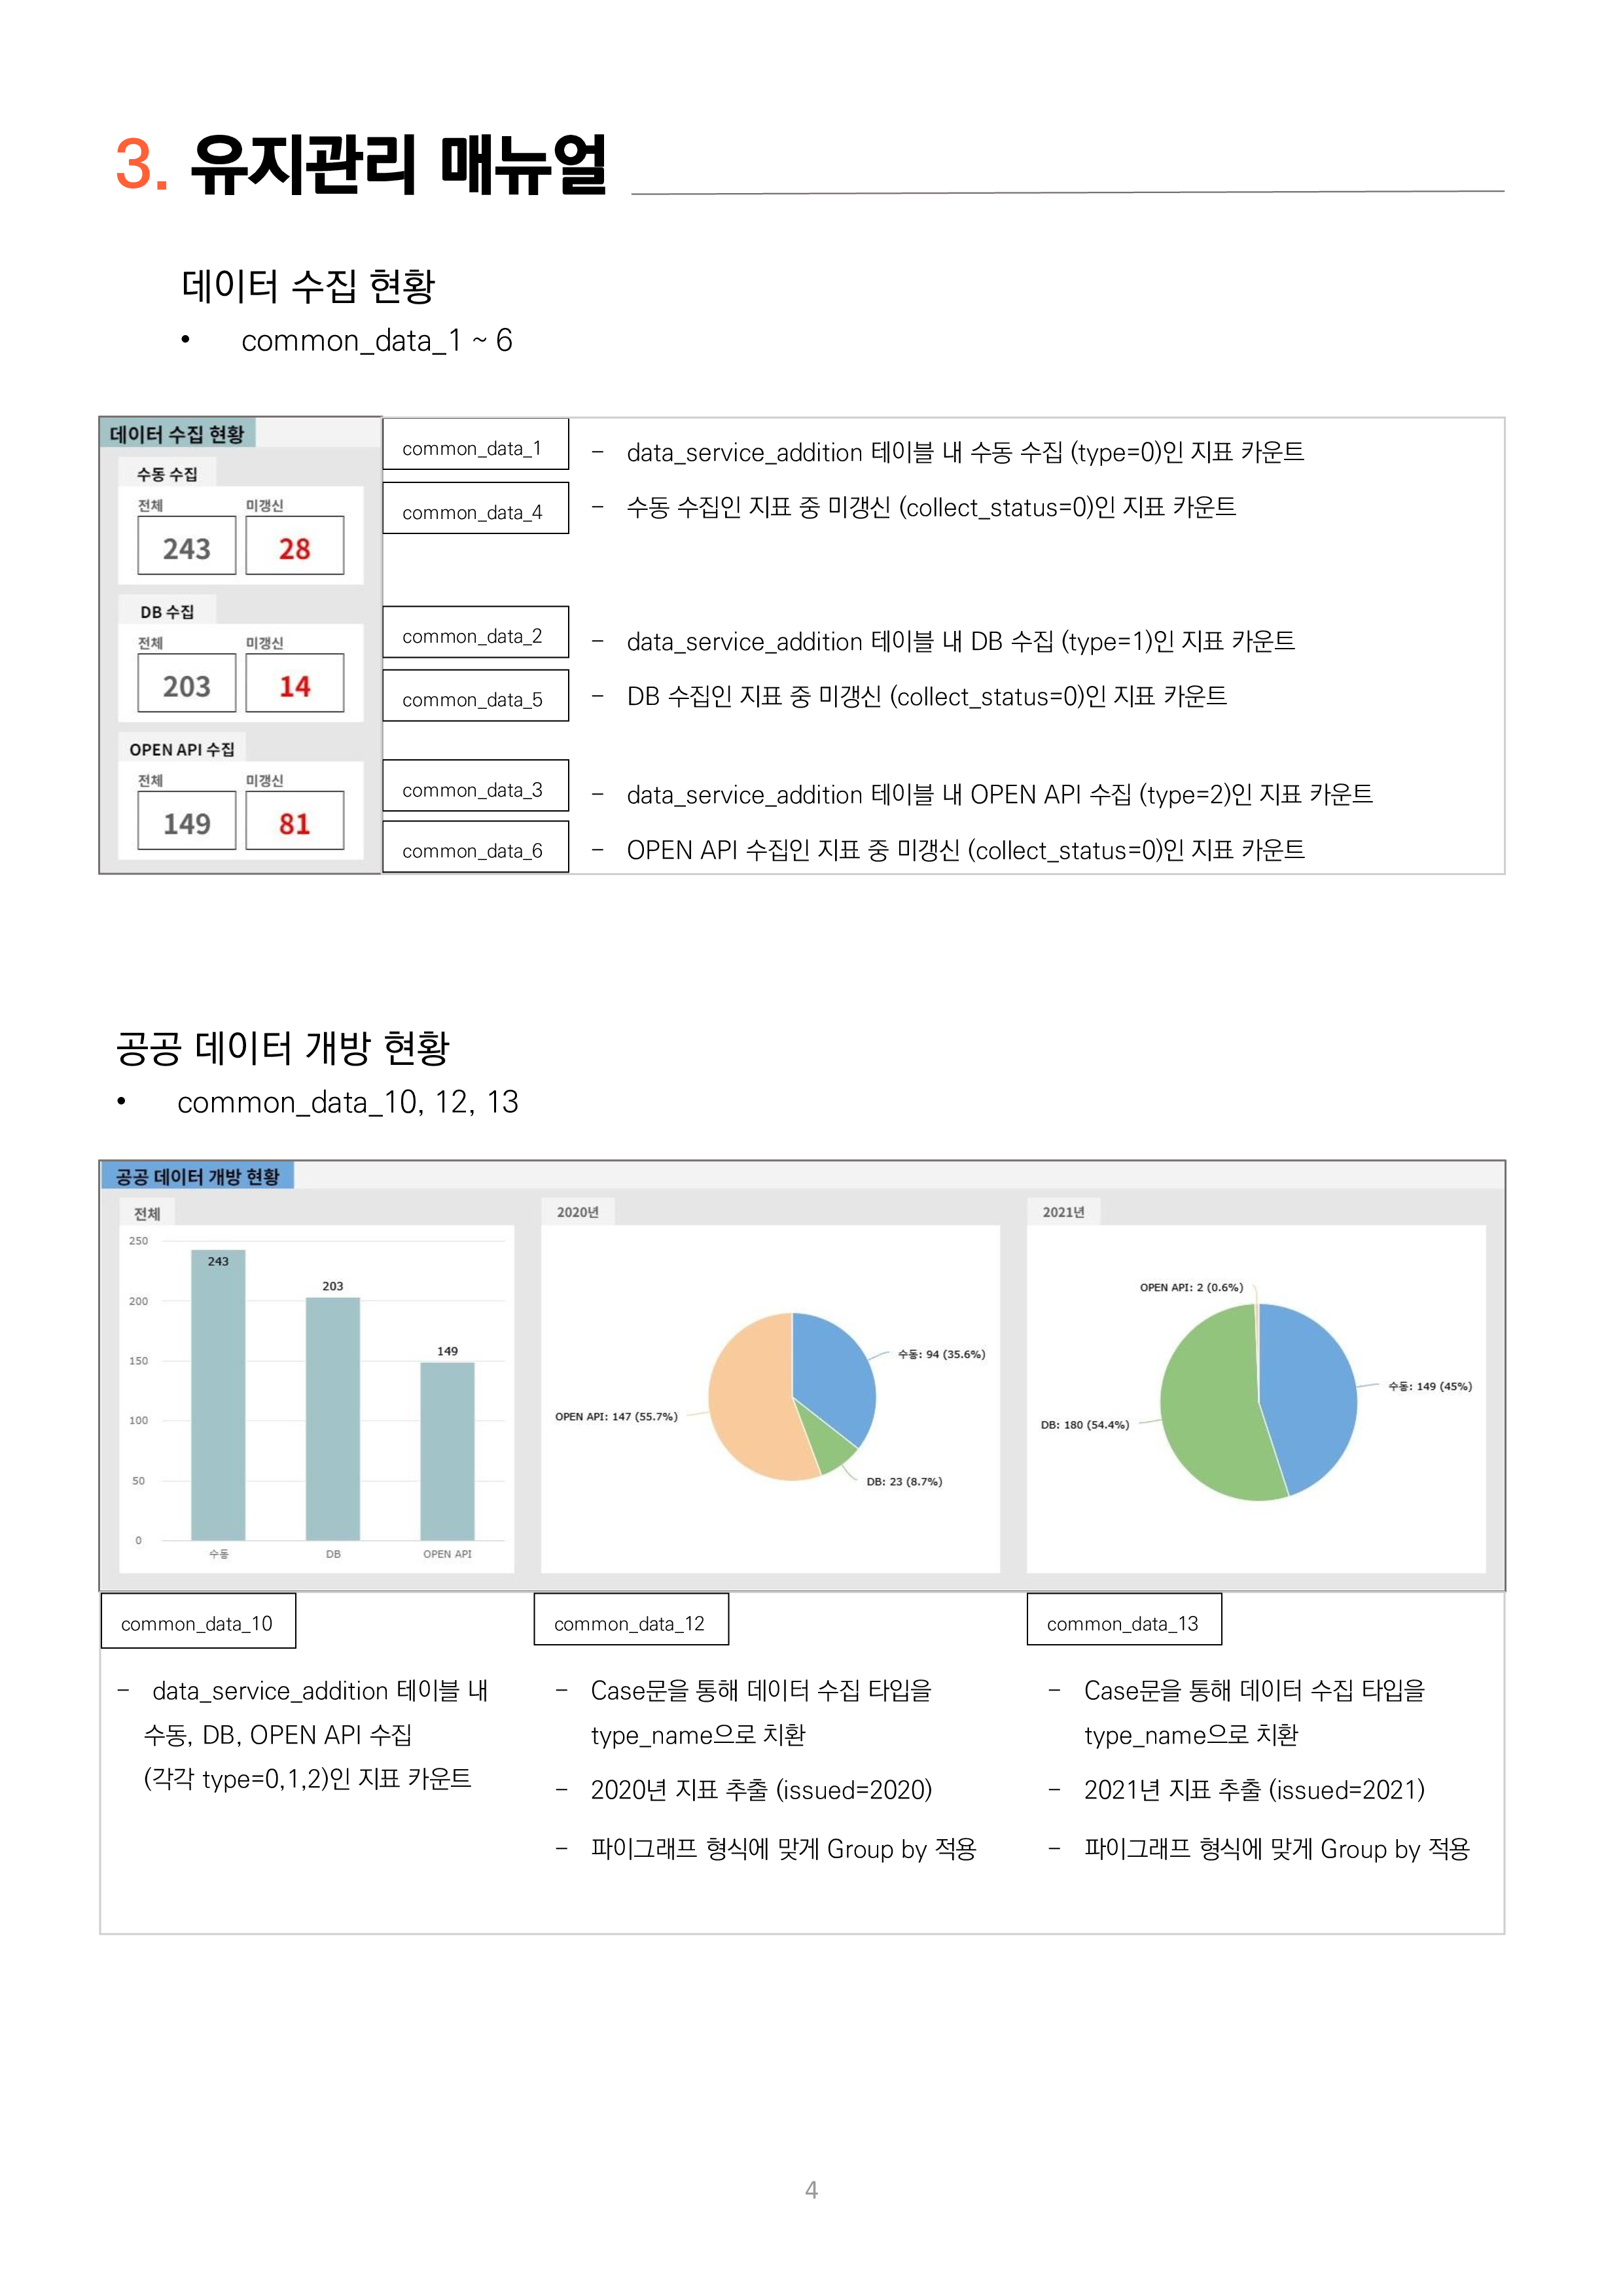 3. 유지관리 매뉴얼
데이터 수집 현황
• common_data_1 ~ 6
데이터 수집 현황
수동 수집
전체 미갱신
243 28
DB 수집
전체 미갱신
203 14
OPEN API 수집
전체 미갱신
149 81
common_data_1
– data_service_addition 테이블 내 수동 수집 (type=0)인 지표 카운트
common_data_4
– 수동 수집인 지표 중 미갱신 (collect_status=0)인 지표 카운트
common_data_2
– data_service_addition 테이블 내 DB 수집 (type=1)인 지표 카운트
common_data_5
– DB 수집인 지표 중 미갱신 (collect_status=0)인 지표 카운트
common_data_3
– data_service_addition 테이블 내 OPEN API 수집 (type=2)인 지표 카운트
common_data_6
– OPEN API 수집인 지표 중 미갱신 (collect_status=0)인 지표 카운트
공공 데이터 개방 현황
• common_data_10, 12, 13
공공 데이터 개방 현황
전체
250
200
150
100
50
0
243
203
149
수동 DB OPEN API
2020년
수동: 94 (35.6%)
OPEN API: 147 (55.7%)
DB: 23 (8.7%)
2021년
OPEN API: 2 (0.6%)
수동: 149 (45%)
DB: 180 (54.4%)
common_data_10
– data_service_addition 테이블 내
수동, DB, OPEN API 수집
(각각 type=0,1,2)인 지표 카운트
common_data_12
– Case문을 통해 데이터 수집 타입을
type_name으로 치환
– 2020년 지표 추출 (issued=2020)
– 파이그래프 형식에 맞게 Group by 적용
common_data_13
– Case문을 통해 데이터 수집 타입을
type_name으로 치환
– 2021년 지표 추출 (issued=2021)
– 파이그래프 형식에 맞게 Group by 적용
4